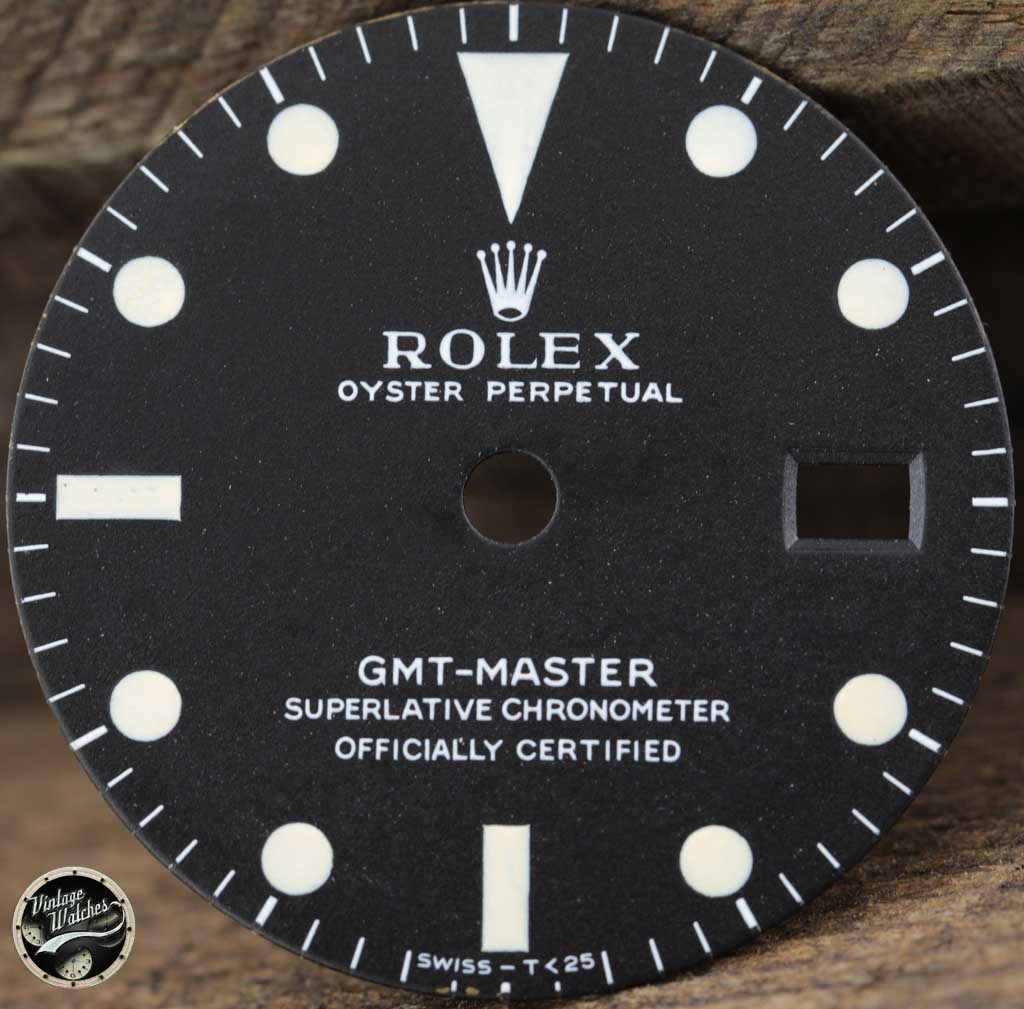 ROLEX
OYSTER PERPETUAL
GMT-MASTER
SUPERLATIVE CHRONOMETER
OFFICIALLY CERTIFIED
SWISS - T<25
Vintage
Watches